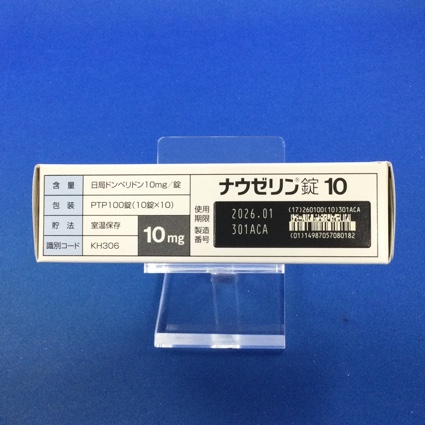 含 量 日局ドンペリドン10mg/錠
包 装 PTP100錠(10錠×10)
貯 法 室温保存
識別コード KH306
10mg
ナウゼリン®錠 10
使用期限 2026.01
製造番号 301ACA
(17)260100(10)301ACA
(01)14987057080182